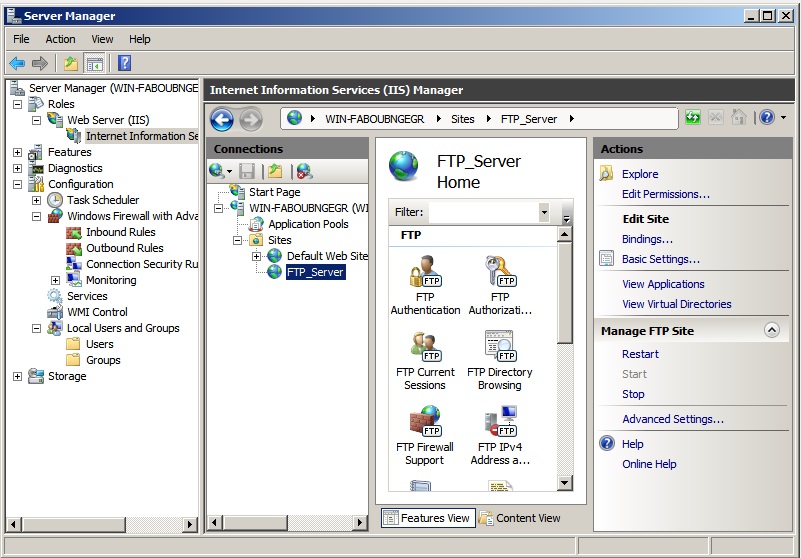 Server Manager
File Action View Help
Server Manager (WIN-FABOUBNGE
Roles
Web Server (IIS)
Internet Information Se
Features
Diagnostics
Configuration
Task Scheduler
Windows Firewall with Adva
Inbound Rules
Outbound Rules
Connection Security Ru
Monitoring
Services
WMI Control
Local Users and Groups
Users
Groups
Storage
Internet Information Services (IIS) Manager
WIN-FABOUBNGEGR Sites FTP_Server
Connections
Start Page
WIN-FABOUBNGEGR (WI
Application Pools
Sites
Default Web Site
FTP_Server
FTP_Server
Home
Filter:
FTP
FTP
FTP
Authentication
FTP
FTP
Authorizati...
FTP
FTP Current
Sessions
FTP
FTP Directory
Browsing
FTP
FTP Firewall
Support
FTP
FTP IPv4
Address a...
Features View
Content View
Actions
Explore
Edit Permissions...
Edit Site
Bindings...
Basic Settings...
View Applications
View Virtual Directories
Manage FTP Site
Restart
Start
Stop
Advanced Settings...
Help
Online Help